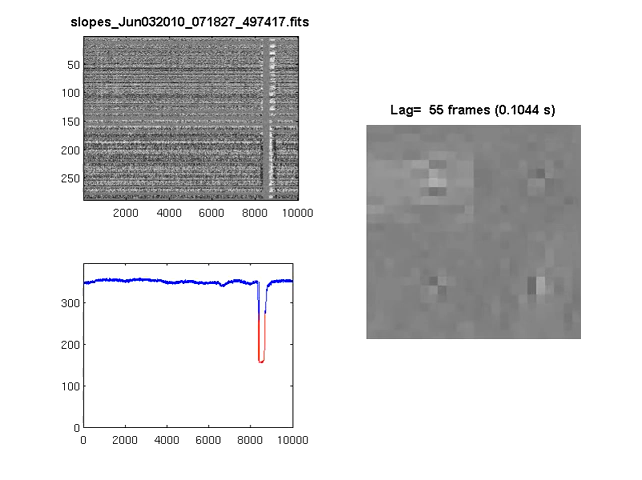 slopes_Jun032010_071827_497417.fits
50
100
150
200
250
2000 4000 6000 8000 10000
Lag= 55 frames (0.1044 s)
300
200
100
0
0 2000 4000 6000 8000 10000